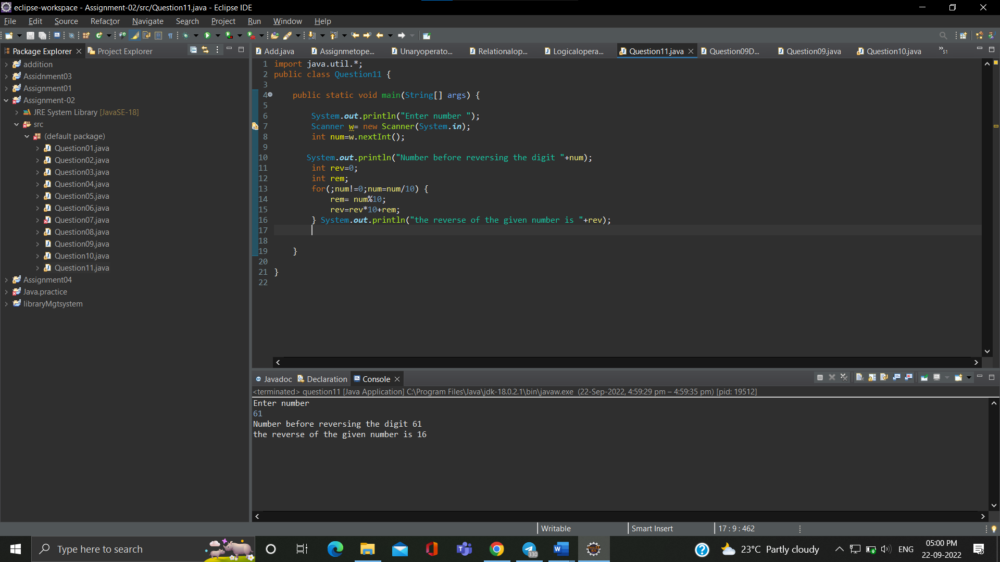 eclipse-workspace - Assignment-02/src/Question11.java - Eclipse IDE
File Edit Source Refactor Navigate Search Project Run Window Help
Package Explorer Project Explorer
Add.java Assignmetope... Unaryoperato... Relationalop... Logicalopera... Question11.java Question09D... Question09.java Question10.java 51
addition
Assidnment03
Assignment01
Assignment-02
JRE System Library [JavaSE-18]
src
(default package)
Question01.java
Question02.java
Question03.java
Question04.java
Question05.java
Question06.java
Question07.java
Question08.java
Question09.java
Question10.java
Question11.java
Assignment04
Java.practice
libraryMgtsystem
1 import java.util.*;
2 public class Question11 {
3
4 public static void main(String[] args) {
5
6 System.out.println("Enter number ");
7 Scanner w= new Scanner(System.in);
8 int num=w.nextInt();
9
10 System.out.println("Number before reversing the digit "+num);
11 int rev=0;
12 int rem;
13 for(;num!=0;num=num/10) {
14 rem= num%10;
15 rev=rev*10+rem;
16 } System.out.println("the reverse of the given number is "+rev);
17
18
19 }
20
21 }
22
Javadoc Declaration Console
<terminated> question11 [Java Application] C:\Program Files\Java\jdk-18.0.2.1\bin\javaw.exe (22-Sep-2022, 4:59:29 pm – 4:59:35 pm) [pid: 19512]
Enter number
61
Number before reversing the digit 61
the reverse of the given number is 16
Writable Smart Insert 17 : 9 : 462
Type here to search
330
23°C Partly cloudy
ENG
05:00 PM
22-09-2022